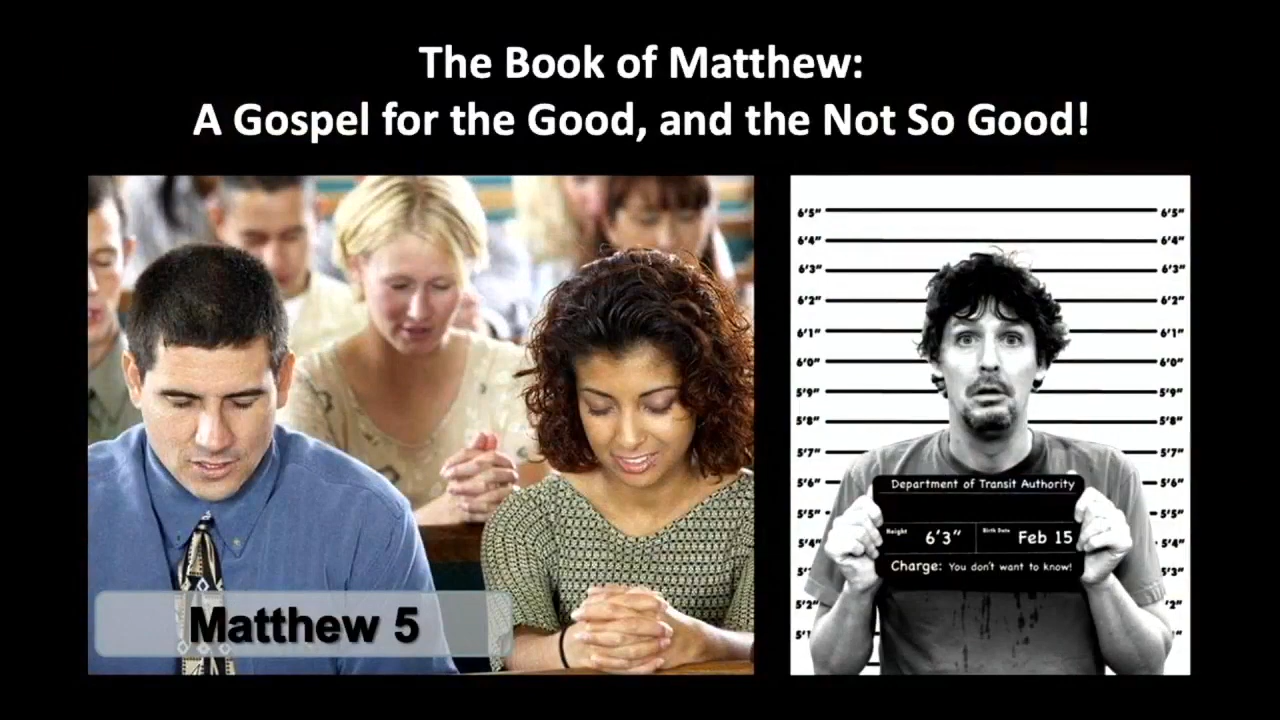 The Book of Matthew:
A Gospel for the Good, and the Not So Good!
Matthew 5
6'5" 6'5"
6'4" 6'4"
6'3" 6'3"
6'2" 6'2"
6'1" 6'1"
6'0" 6'0"
5'9" 5'9"
5'8" 5'8"
5'7" 5'7"
5'6" 5'6"
5'5" 5'5"
5'4" 5'4"
5'3"
5'2"
Department of Transit Authority
Height 6'3" Birth Date Feb 15
Charge: You don't want to know!